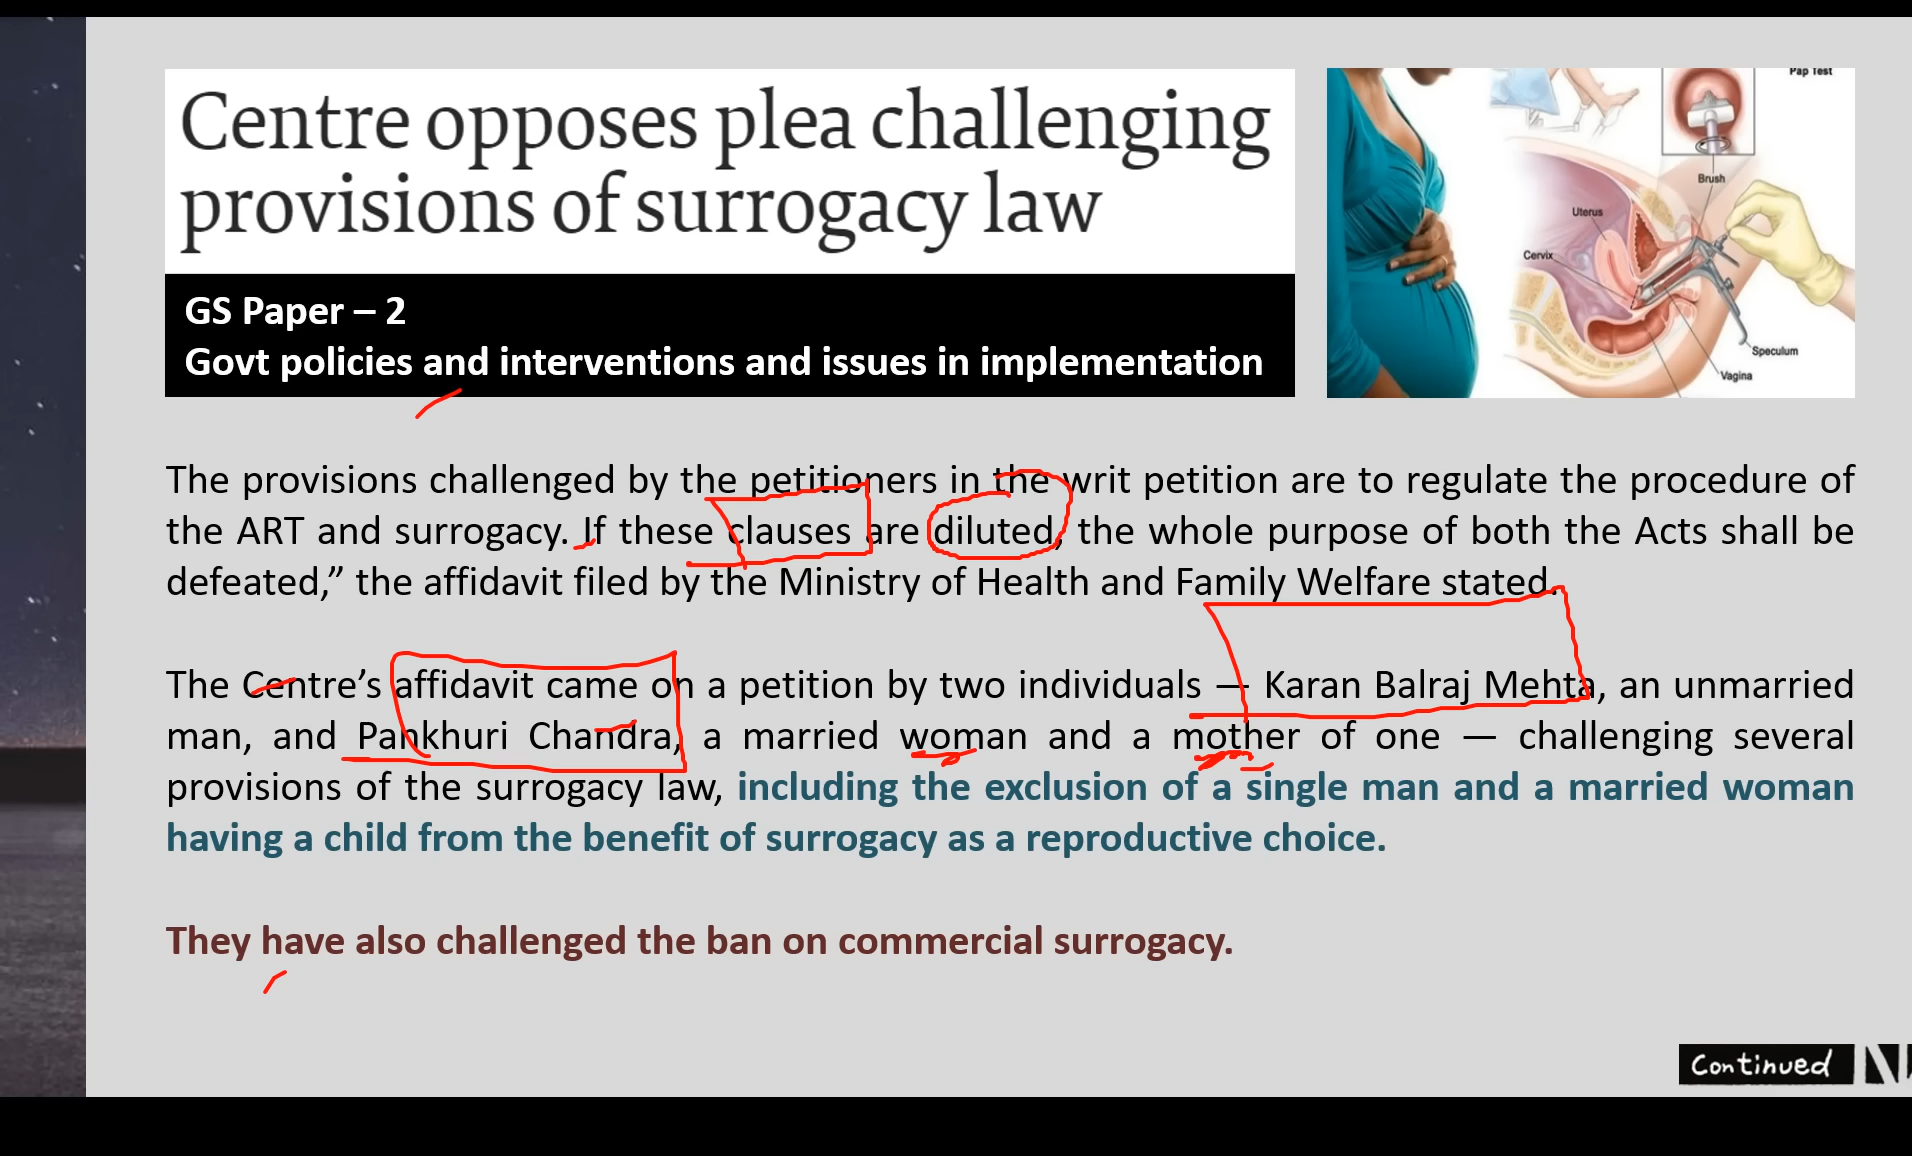 Centre opposes plea challenging
provisions of surrogacy law
GS Paper – 2
Govt policies and interventions and issues in implementation
Pap Test
Brush
Uterus
Cervix
Speculum
Vagina
The provisions challenged by the petitioners in the writ petition are to regulate the procedure of
the ART and surrogacy. If these clauses are diluted, the whole purpose of both the Acts shall be
defeated,” the affidavit filed by the Ministry of Health and Family Welfare stated.
The Centre’s affidavit came on a petition by two individuals — Karan Balraj Mehta, an unmarried
man, and Pankhuri Chandra, a married woman and a mother of one — challenging several
provisions of the surrogacy law, including the exclusion of a single man and a married woman
having a child from the benefit of surrogacy as a reproductive choice.
They have also challenged the ban on commercial surrogacy.
Continued